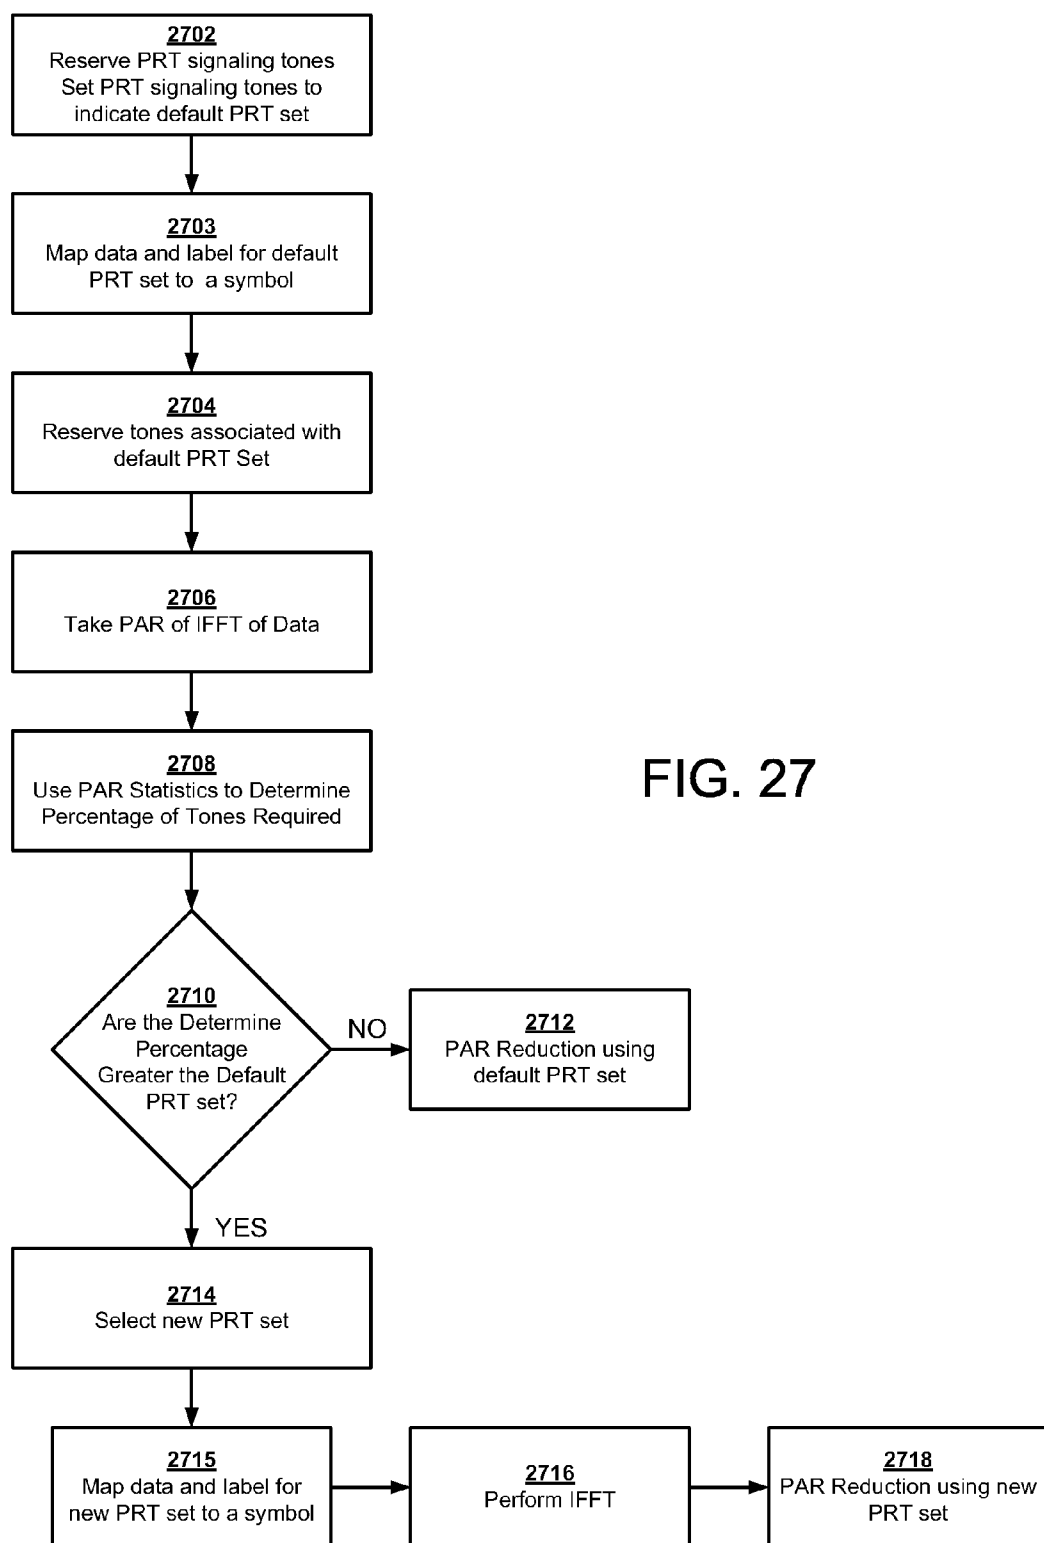 2702
Reserve PRT signaling tones
Set PRT signaling tones to
indicate default PRT set
2703
Map data and label for default
PRT set to a symbol
2704
Reserve tones associated with
default PRT Set
2706
Take PAR of IFFT of Data
2708
Use PAR Statistics to Determine
Percentage of Tones Required
FIG. 27
2710
Are the Determine
Percentage
Greater the Default
PRT set?
NO
2712
PAR Reduction using
default PRT set
YES
2714
Select new PRT set
2715
Map data and label for
new PRT set to a symbol
2716
Perform IFFT
2718
PAR Reduction using new
PRT set